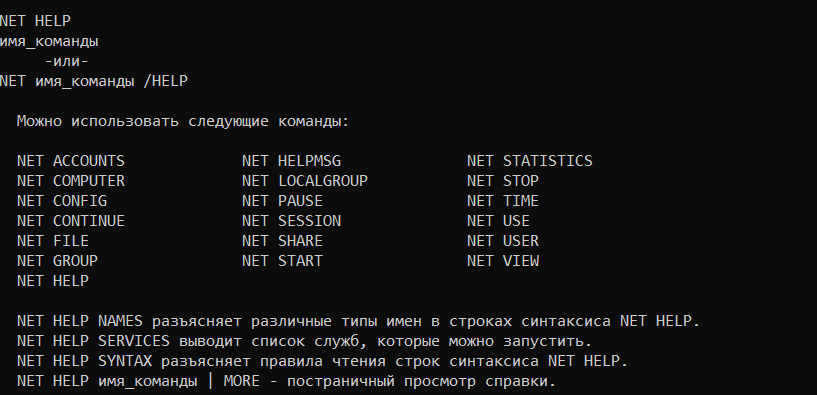 NET HELP
имя_команды
-или-
NET имя_команды /HELP
Можно использовать следующие команды:
NET ACCOUNTS NET HELPMSG NET STATISTICS
NET COMPUTER NET LOCALGROUP NET STOP
NET CONFIG NET PAUSE NET TIME
NET CONTINUE NET SESSION NET USE
NET FILE NET SHARE NET USER
NET GROUP NET START NET VIEW
NET HELP
NET HELP NAMES разъясняет различные типы имен в строках синтаксиса NET HELP.
NET HELP SERVICES выводит список служб, которые можно запустить.
NET HELP SYNTAX разъясняет правила чтения строк синтаксиса NET HELP.
NET HELP имя_команды | MORE - постраничный просмотр справки.